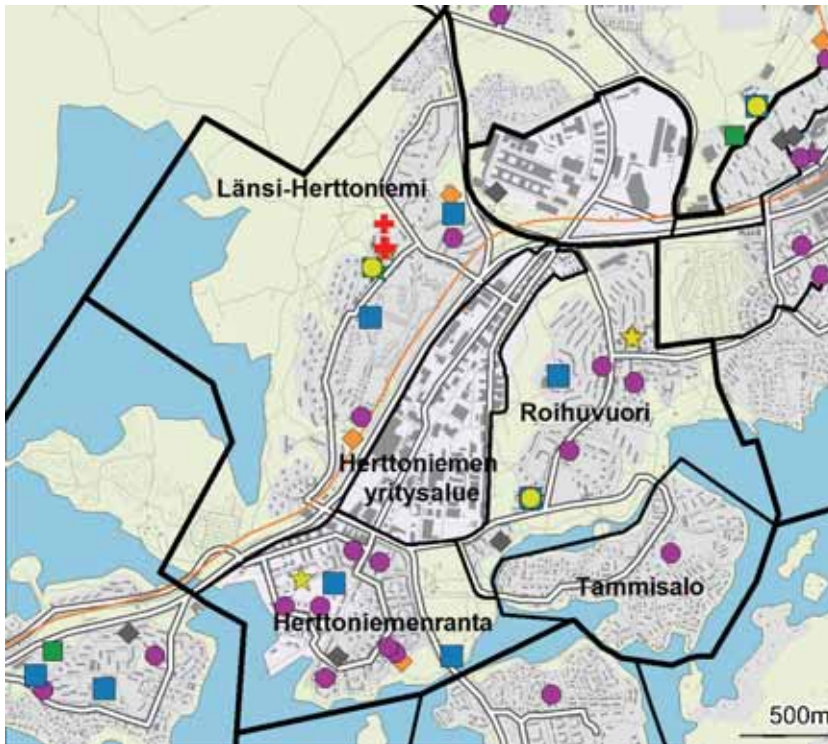 Länsi-Herttoniemi
Roihuvuori
Herttoniemen
yritysalue
Tammisalo
Herttoniemenranta
500m